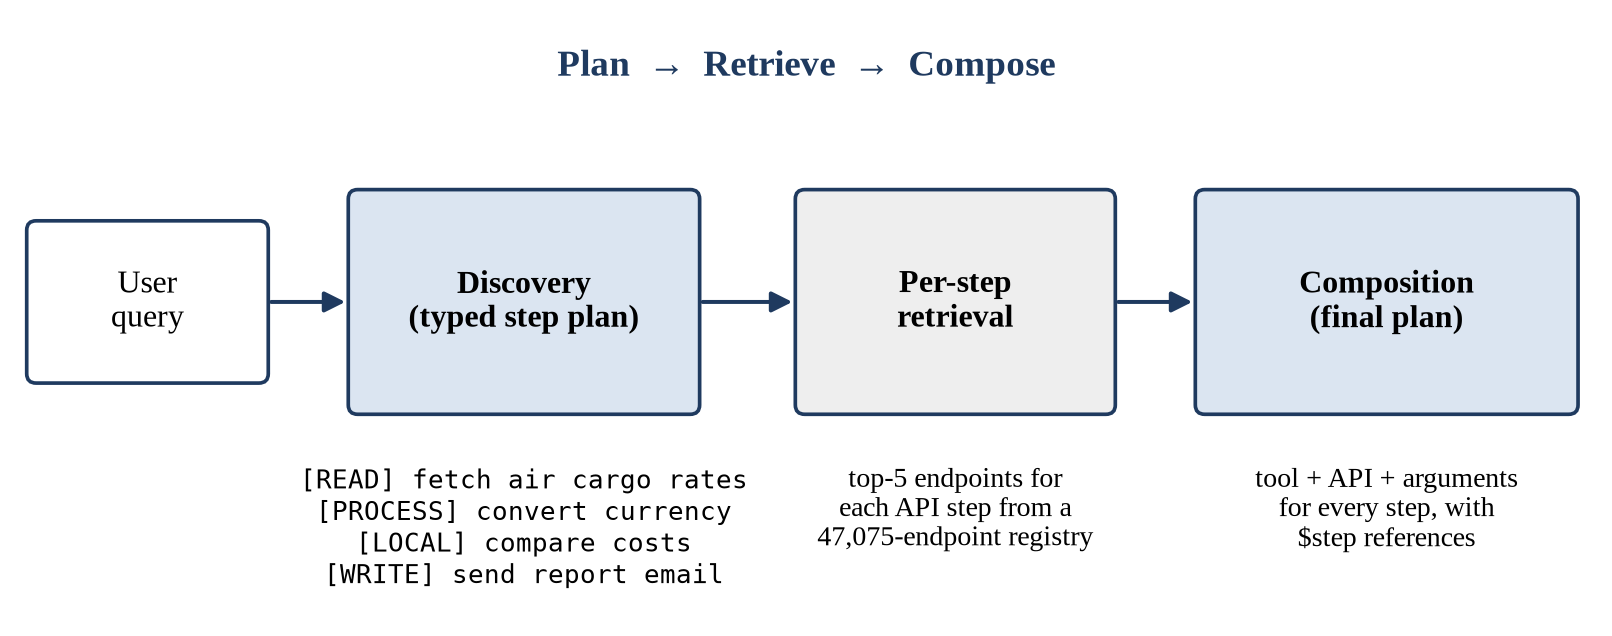 Plan → Retrieve → Compose
User
query
Discovery
(typed step plan)
Per-step
retrieval
Composition
(final plan)
[READ] fetch air cargo rates
[PROCESS] convert currency
[LOCAL] compare costs
[WRITE] send report email
top-5 endpoints for
each API step from a
47,075-endpoint registry
tool + API + arguments
for every step, with
$step references